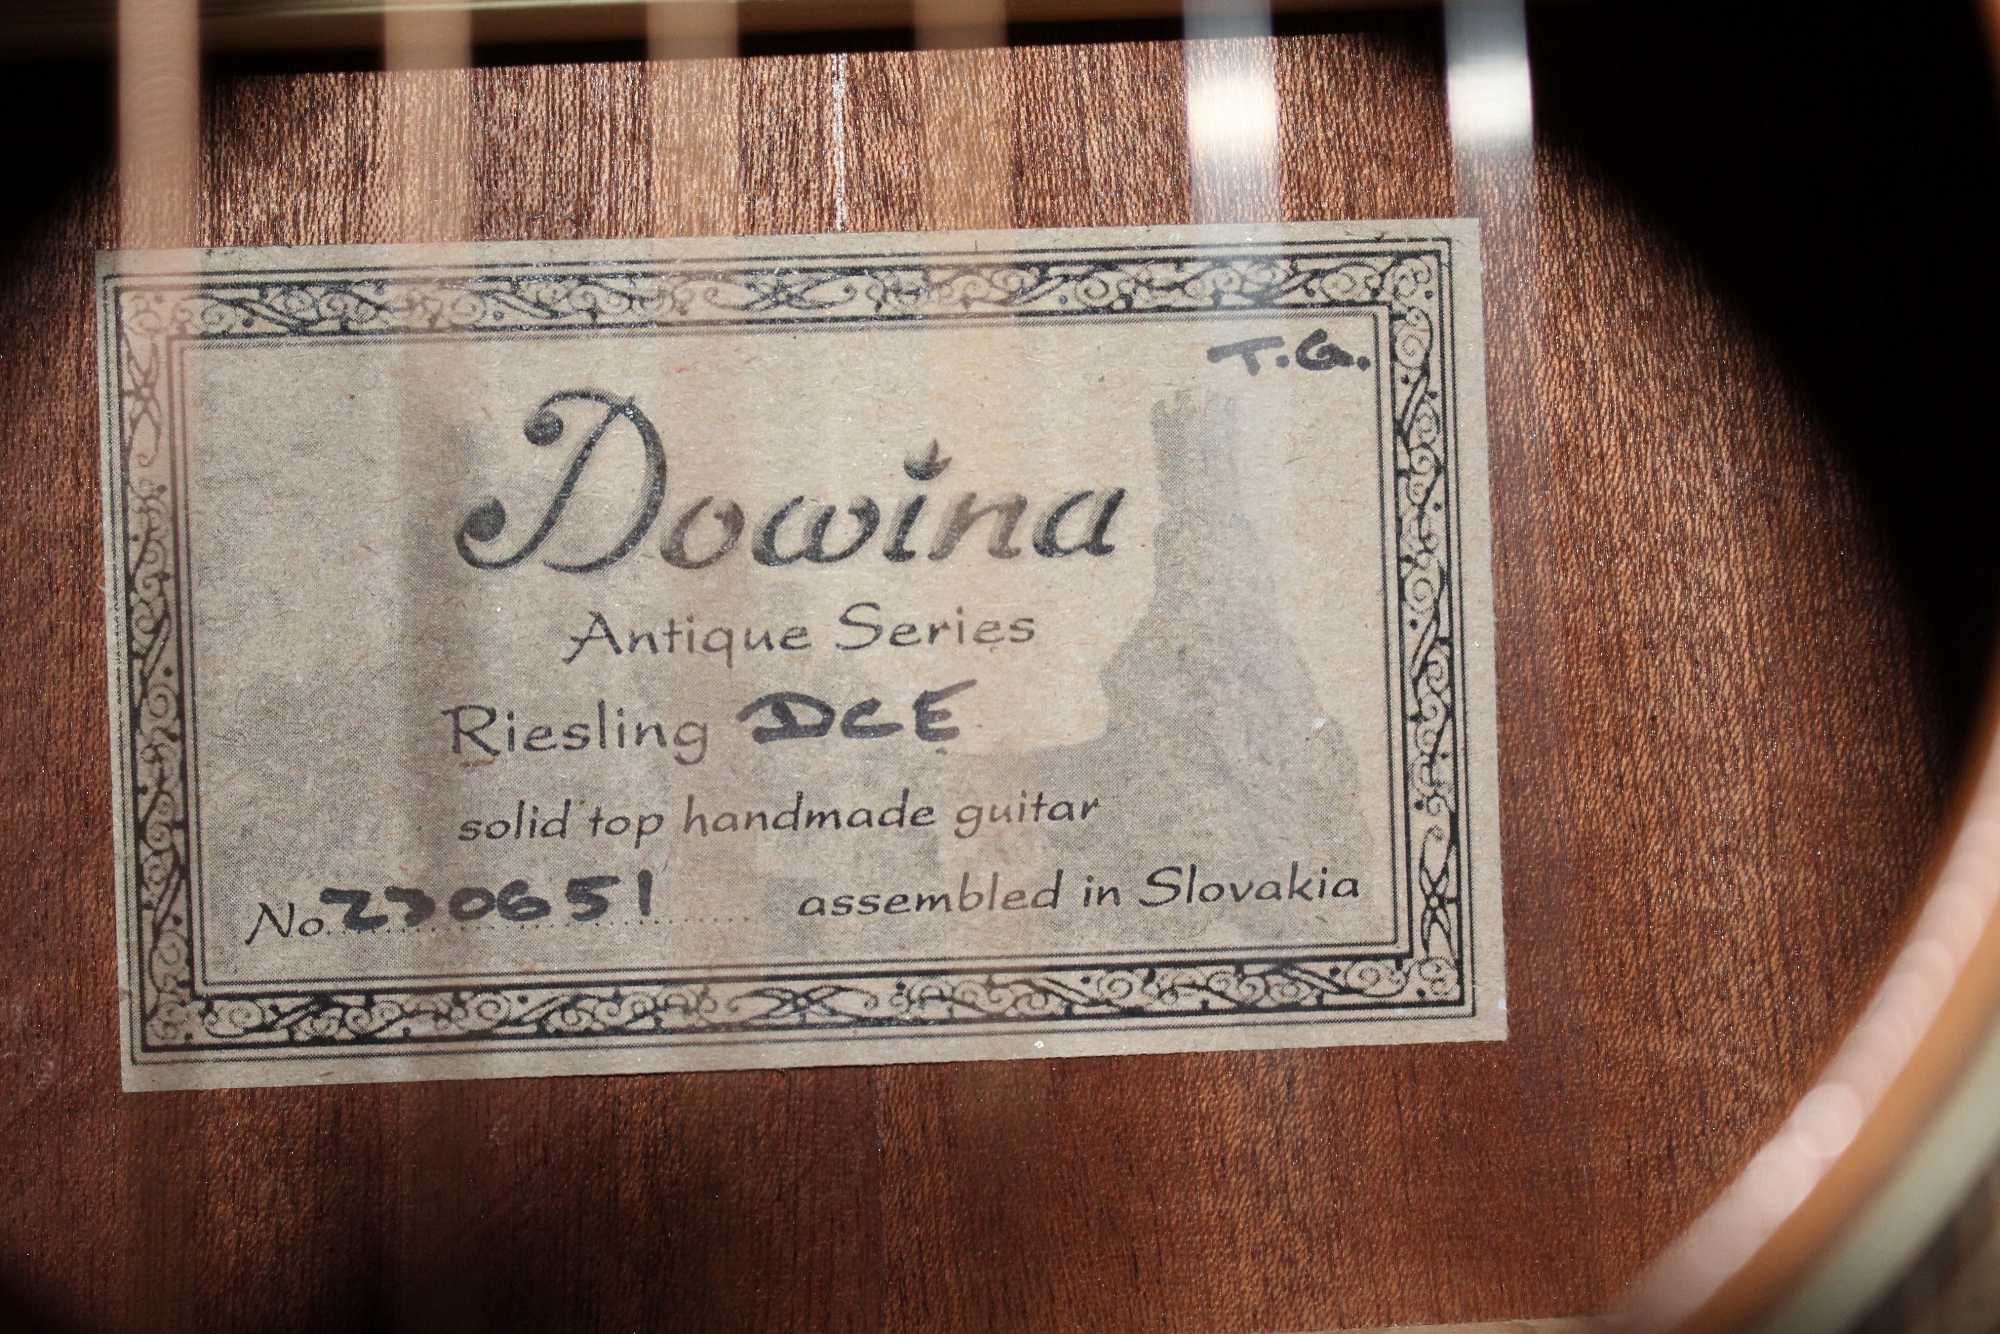 T.G.
Dowina
Antique Series
Riesling DCE
solid top handmade guitar
No. 230651 assembled in Slovakia